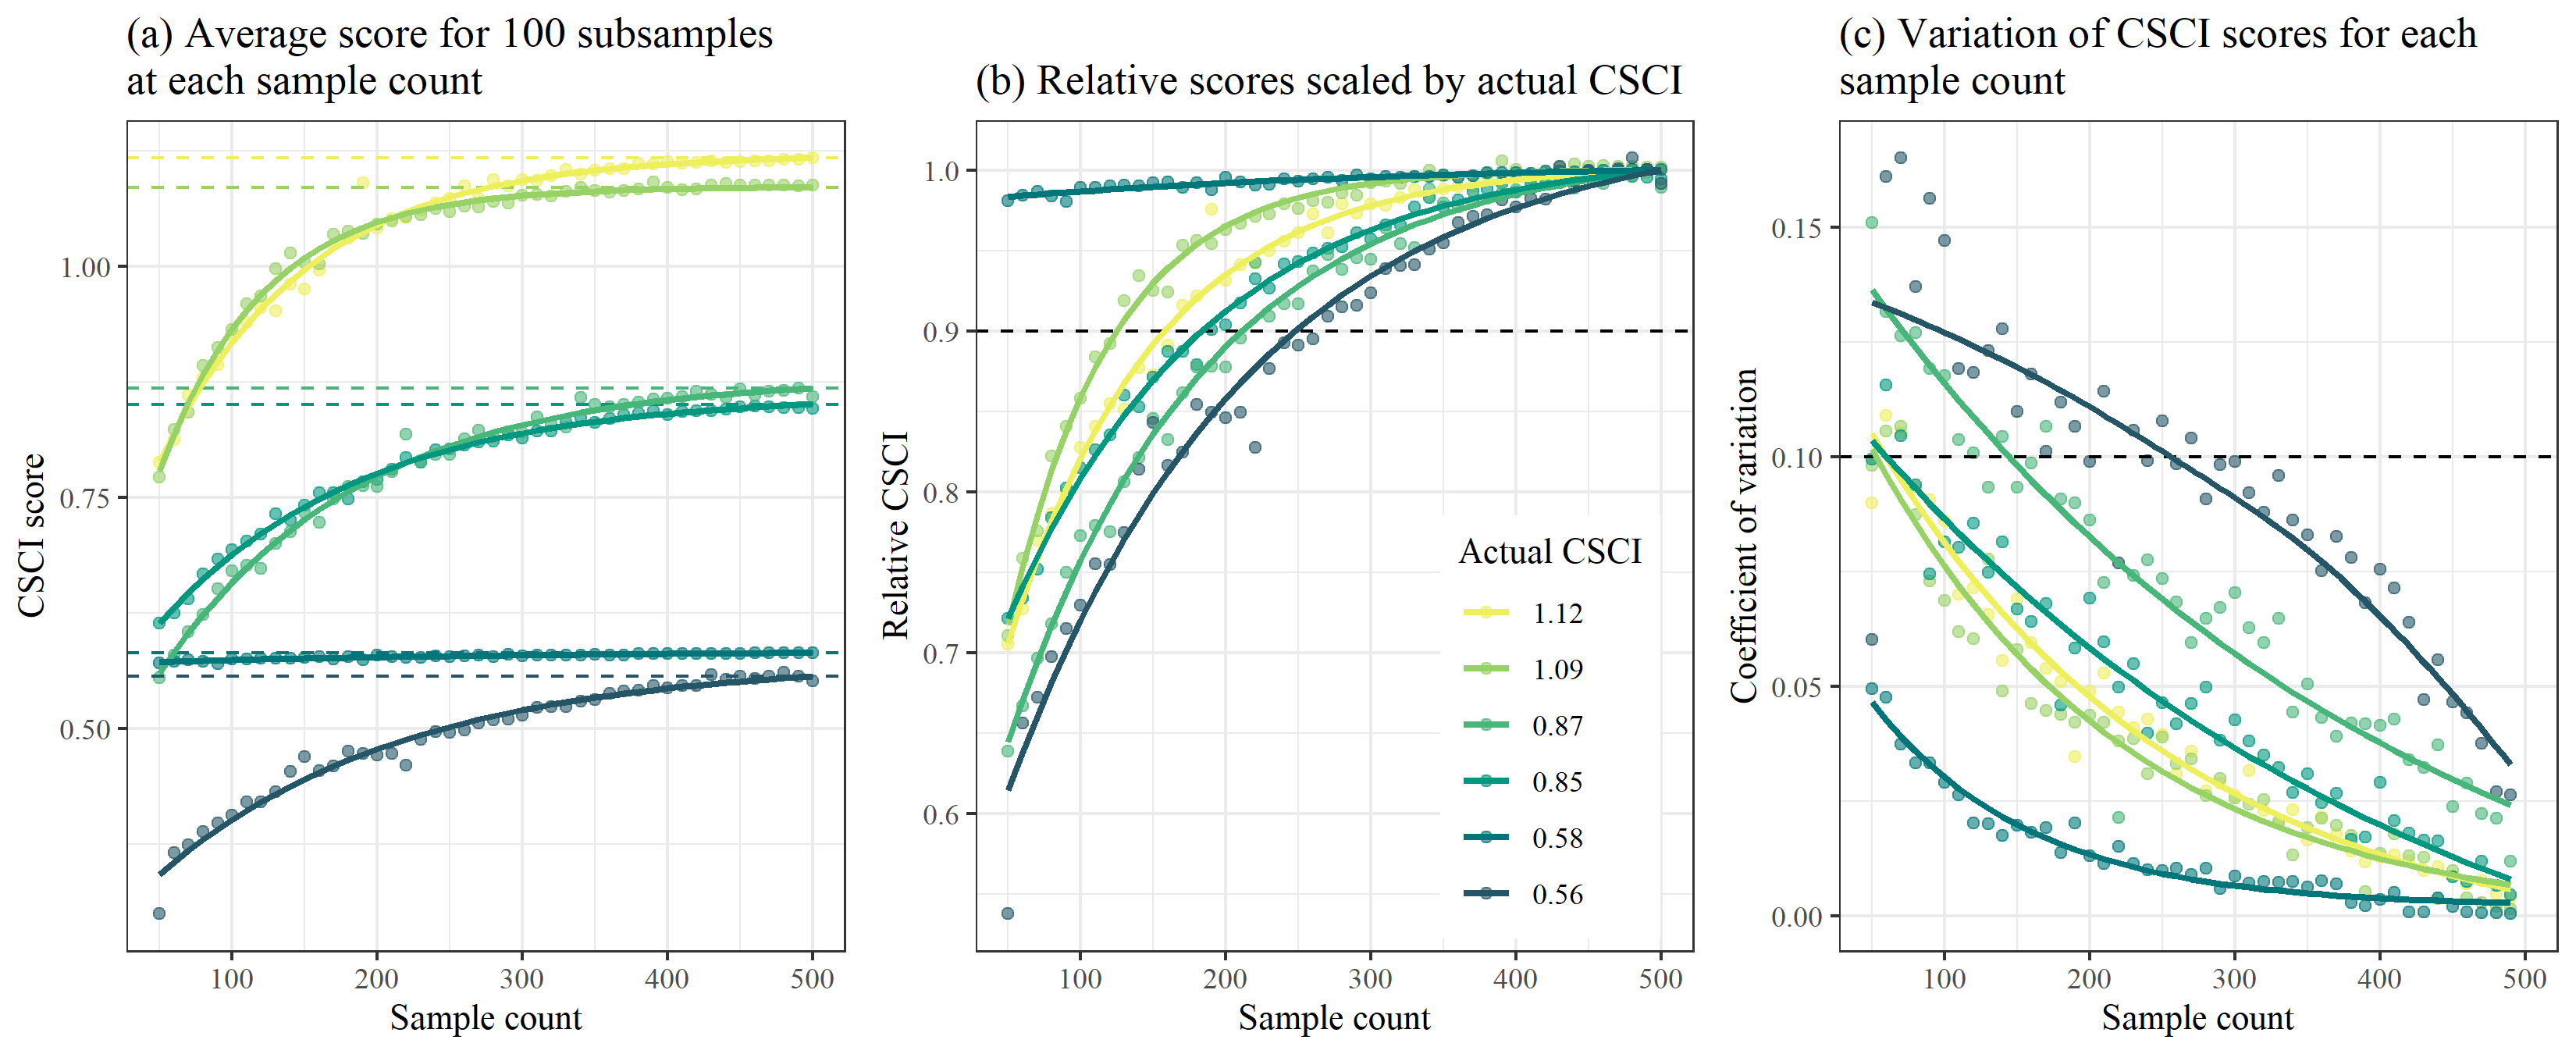 (a) Average score for 100 subsamples
at each sample count
CSCI score
1.00
0.75
0.50
100 200 300 400 500
Sample count
(b) Relative scores scaled by actual CSCI
Relative CSCI
1.0
0.9
0.8
0.7
0.6
Actual CSCI
1.12
1.09
0.87
0.85
0.58
0.56
100 200 300 400 500
Sample count
(c) Variation of CSCI scores for each
sample count
Coefficient of variation
0.15
0.10
0.05
0.00
100 200 300 400 500
Sample count